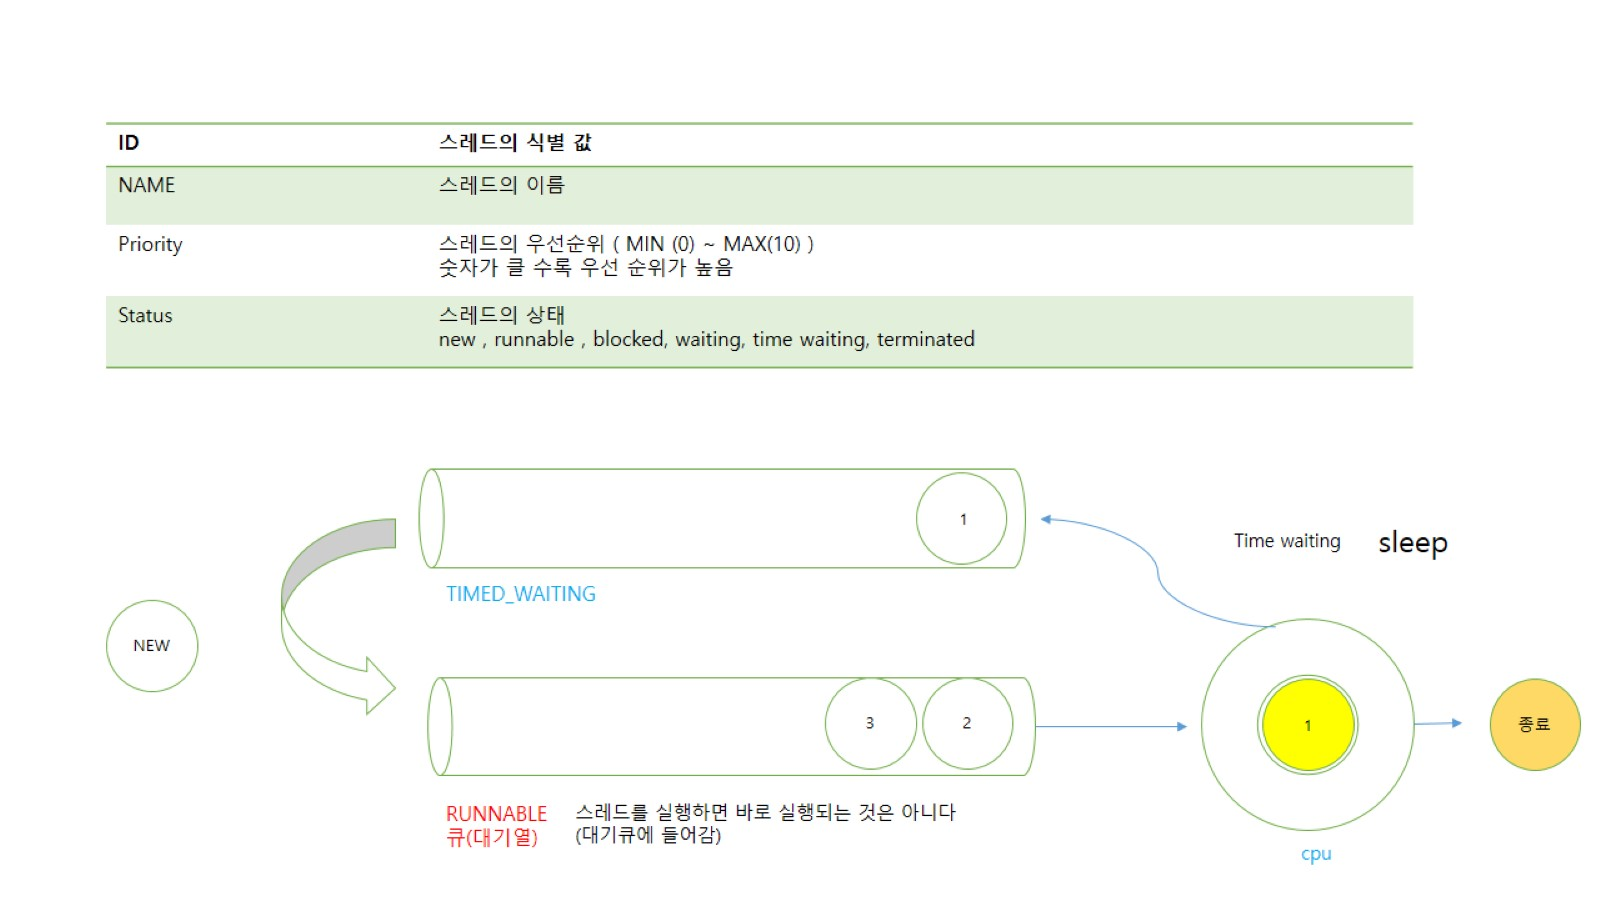 ID 스레드의 식별 값
NAME 스레드의 이름
Priority 스레드의 우선순위 ( MIN (0) ~ MAX(10) )
숫자가 클 수록 우선 순위가 높음
Status 스레드의 상태
new , runnable , blocked, waiting, time waiting, terminated
1
Time waiting sleep
TIMED_WAITING
NEW
3 2 1 종료
RUNNABLE 스레드를 실행하면 바로 실행되는 것은 아니다
큐(대기열) (대기큐에 들어감)
cpu